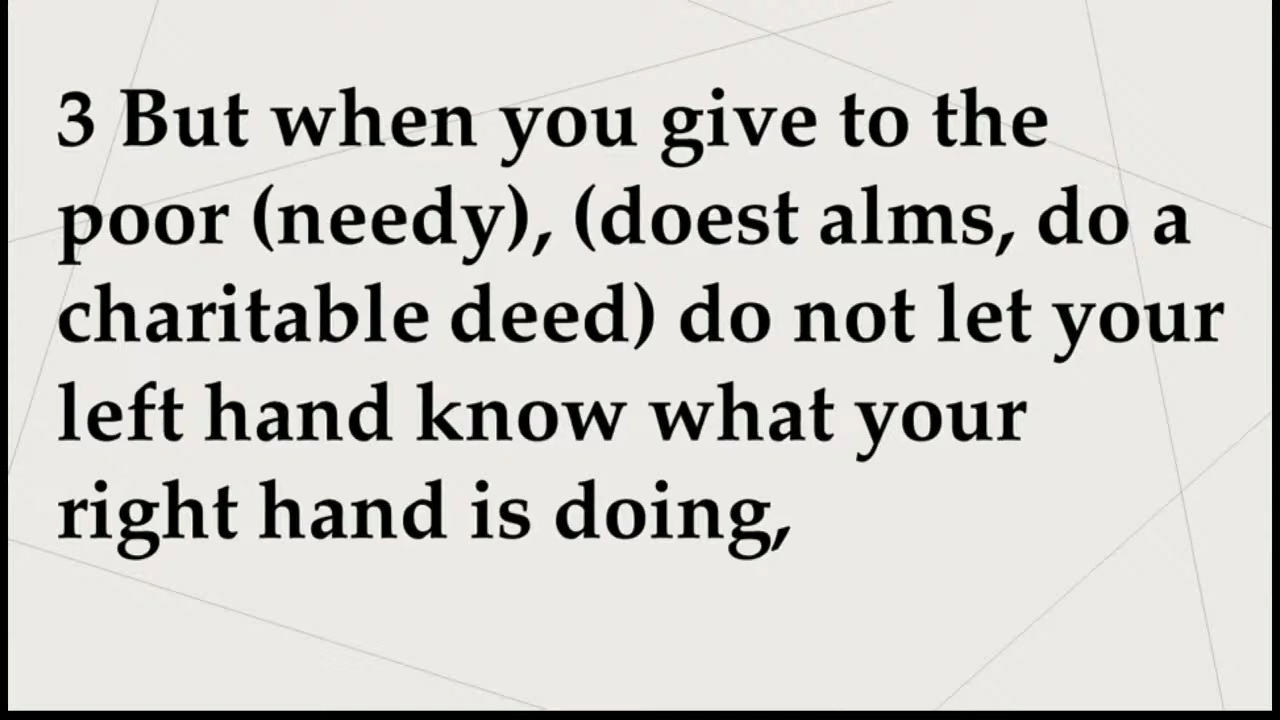 3 But when you give to the
poor (needy), (doest alms, do a
charitable deed) do not let your
left hand know what your
right hand is doing,